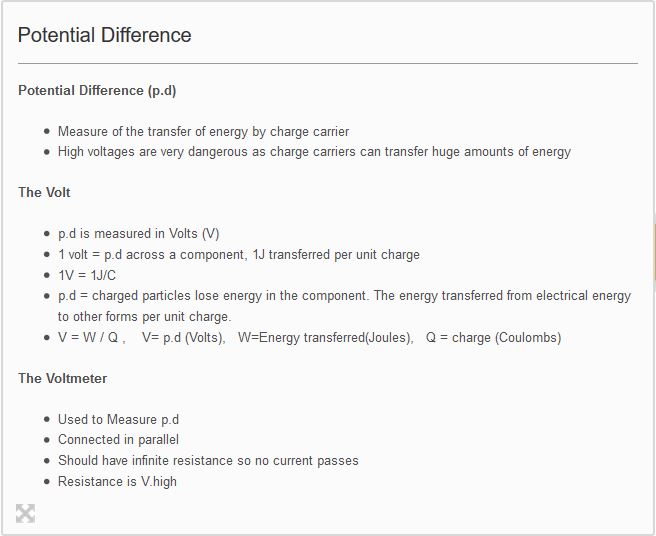 Potential Difference
Potential Difference (p.d)
Measure of the transfer of energy by charge carrier
High voltages are very dangerous as charge carriers can transfer huge amounts of energy
The Volt
p.d is measured in Volts (V)
1 volt = p.d across a component, 1J transferred per unit charge
1V = 1J/C
p.d = charged particles lose energy in the component. The energy transferred from electrical energy
to other forms per unit charge.
V = W / Q , V= p.d (Volts), W=Energy transferred(Joules), Q = charge (Coulombs)
The Voltmeter
Used to Measure p.d
Connected in parallel
Should have infinite resistance so no current passes
Resistance is V.high